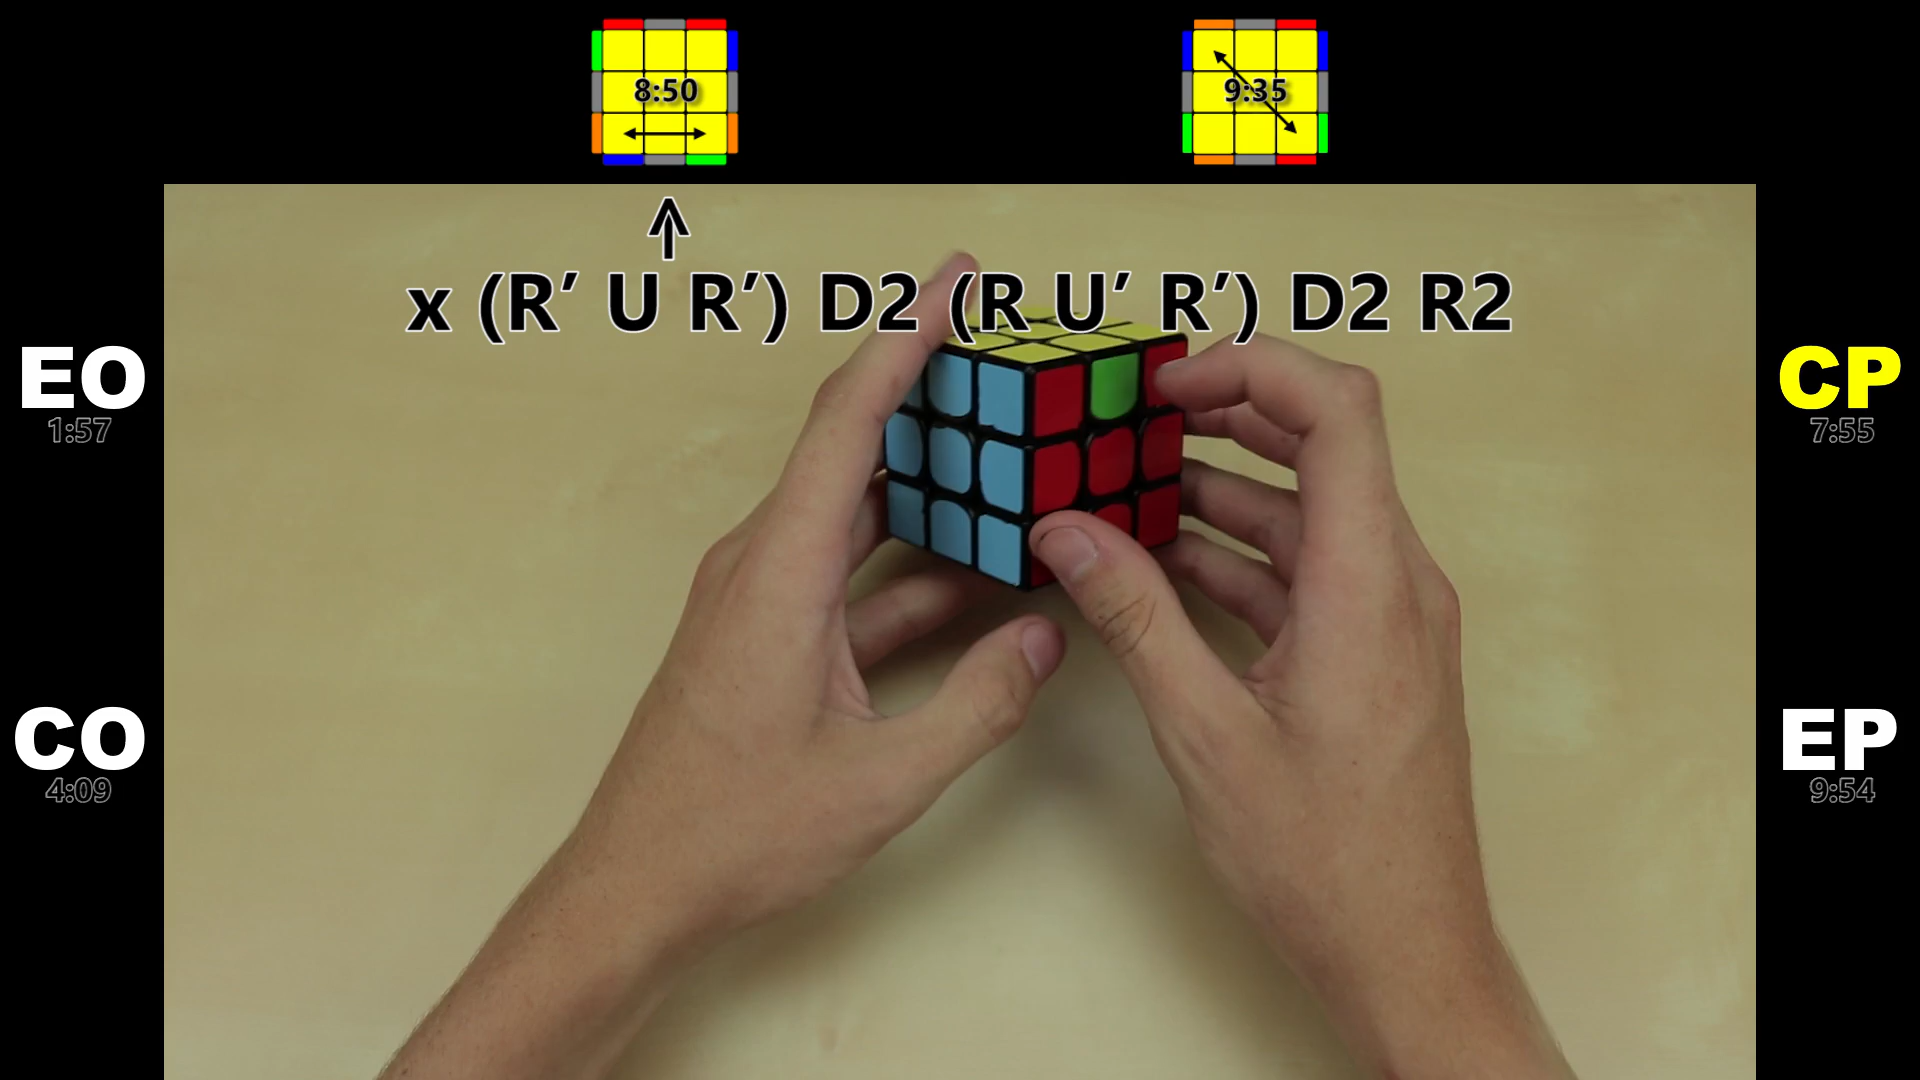 8:50
9:35
x (R′ U R′) D2 (R U′ R′) D2 R2
EO
1:57
CP
7:55
CO
4:09
EP
9:54